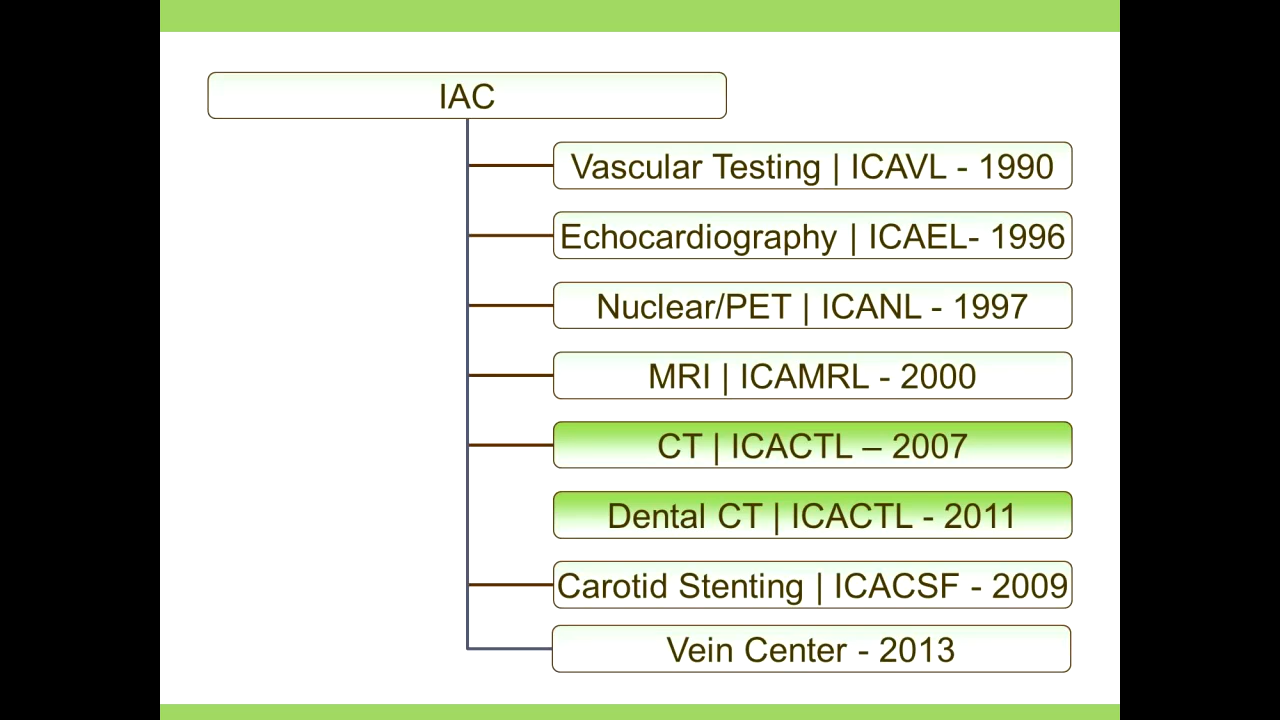 IAC
Vascular Testing | ICAVL - 1990
Echocardiography | ICAEL- 1996
Nuclear/PET | ICANL - 1997
MRI | ICAMRL - 2000
CT | ICACTL – 2007
Dental CT | ICACTL - 2011
Carotid Stenting | ICACSF - 2009
Vein Center - 2013